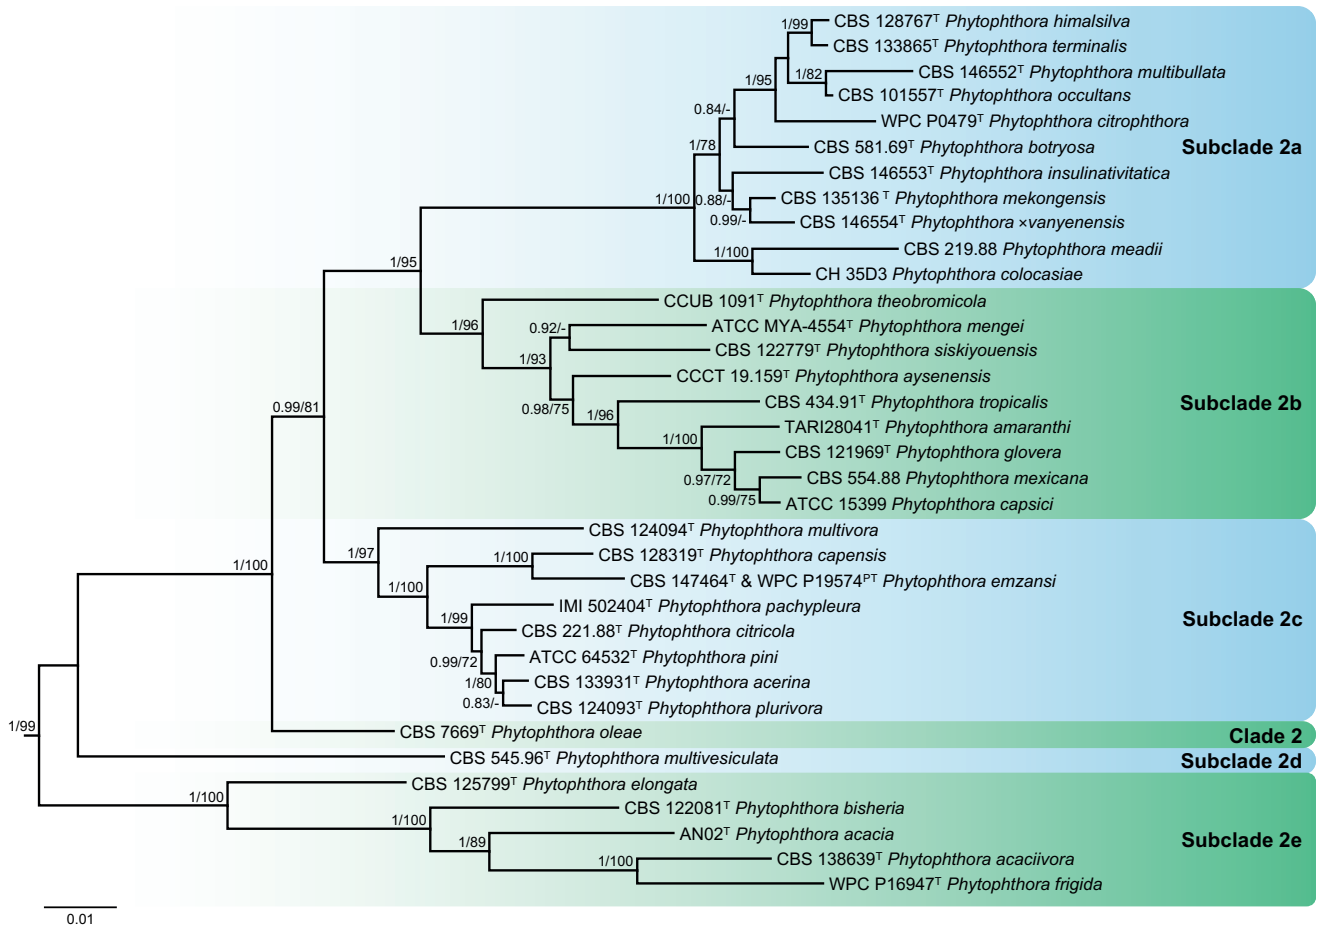 1/99
CBS 128767ᵀ Phytophthora himalsilva
CBS 133865ᵀ Phytophthora terminalis
1/95
1/82
CBS 146552ᵀ Phytophthora multibullata
CBS 101557ᵀ Phytophthora occultans
0.84/-
WPC P0479ᵀ Phytophthora citrophthora
1/78
CBS 581.69ᵀ Phytophthora botryosa
Subclade 2a
CBS 146553ᵀ Phytophthora insulinativitatica
1/100
0.88/-
CBS 135136 ᵀ Phytophthora mekongensis
0.99/-
CBS 146554ᵀ Phytophthora ×vanyenensis
1/100
CBS 219.88 Phytophthora meadii
CH 35D3 Phytophthora colocasiae
1/95
CCUB 1091ᵀ Phytophthora theobromicola
1/96
0.92/-
ATCC MYA-4554ᵀ Phytophthora mengei
CBS 122779ᵀ Phytophthora siskiyouensis
1/93
CCCT 19.159ᵀ Phytophthora aysenensis
0.98/75
1/96
CBS 434.91ᵀ Phytophthora tropicalis
Subclade 2b
0.99/81
TARI28041ᵀ Phytophthora amaranthi
1/100
CBS 121969ᵀ Phytophthora glovera
0.97/72
CBS 554.88 Phytophthora mexicana
0.99/75
ATCC 15399 Phytophthora capsici
CBS 124094ᵀ Phytophthora multivora
1/97
1/100
CBS 128319ᵀ Phytophthora capensis
1/100
CBS 147464ᵀ & WPC P19574ᴾᵀ Phytophthora emzansi
1/100
IMI 502404ᵀ Phytophthora pachypleura
1/99
Subclade 2c
CBS 221.88ᵀ Phytophthora citricola
0.99/72
ATCC 64532ᵀ Phytophthora pini
1/80
CBS 133931ᵀ Phytophthora acerina
0.83/-
CBS 124093ᵀ Phytophthora plurivora
1/99
CBS 7669ᵀ Phytophthora oleae
Clade 2
CBS 545.96ᵀ Phytophthora multivesiculata
Subclade 2d
CBS 125799ᵀ Phytophthora elongata
1/100
1/100
CBS 122081ᵀ Phytophthora bisheria
AN02ᵀ Phytophthora acacia
1/89
Subclade 2e
1/100
CBS 138639ᵀ Phytophthora acaciivora
WPC P16947ᵀ Phytophthora frigida
0.01